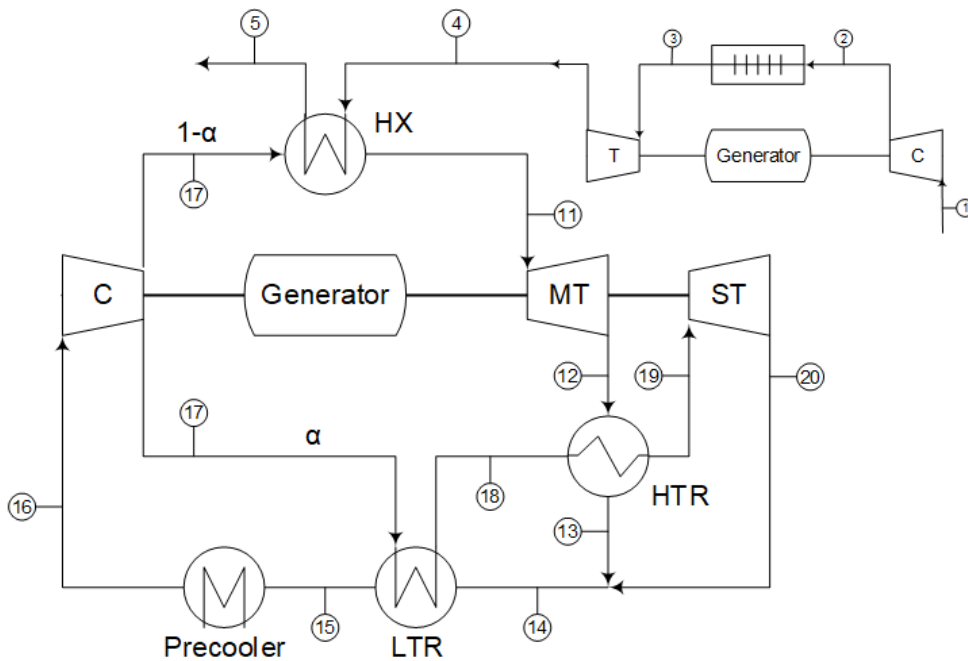 5
4
3
2
1-α
HX
T
Generator
C
17
11
1
C
Generator
MT
ST
12
19
20
17
α
16
18
HTR
13
15
14
Precooler
LTR